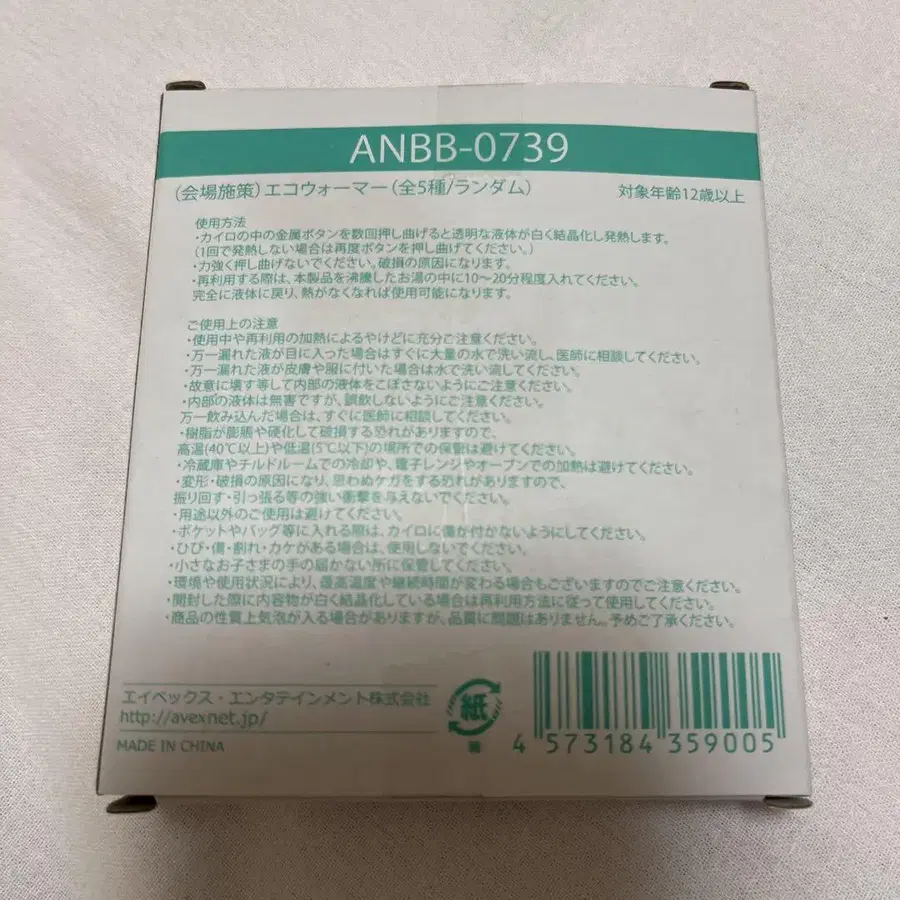 ANBB-0739
(会場施策)エコウォーマー(全5種/ランダム) 対象年齢12歳以上
使用方法
・カイロの中の金属ボタンを数回押し曲げると透明な液体が白く結晶化し発熱します。
(1回で発熱しない場合は再度ボタンを押し曲げてください。)
・力強く押し曲げないでください。破損の原因になります。
・再利用する際は、本製品を沸騰したお湯の中に10〜20分程度入れてください。
完全に液体に戻り、熱がなくなれば使用可能になります。
ご使用上の注意
・使用中や再利用の加熱によるやけどに充分ご注意ください。
・万一漏れた液が目に入った場合はすぐに大量の水で洗い流し、医師に相談してください。
・万一漏れた液が皮膚や服に付いた場合は水で洗い流してください。
・故意に壊す等して内部の液体をこぼさないようにご注意ください。
・内部の液体は無害ですが、誤飲しないようにご注意ください。
万一飲み込んだ場合は、すぐに医師に相談してください。
・樹脂が膨脹や硬化して破損する恐れがありますので、
高温(40℃以上)や低温(5℃以下)の場所での保管は避けてください。
・冷蔵庫やチルドルームでの冷却や、電子レンジやオーブンでの加熱は避けてください。
・変形・破損の原因になり、思わぬケガをする恐れがありますので、
振り回す・引っ張る等の強い衝撃を与えないでください。
・用途以外のご使用は避けてください。
・ポケットやバッグ等に入れる際は、カイロに傷が付かないようにしてください。
・ひび・傷・割れ・カケがある場合は、使用しないでください。
・小さなお子さまの手の届かない所に保管してください。
・環境や使用状況により、最高温度や継続時間が変わる場合もございますのでご注意ください。
・開封した際に内容物が白く結晶化している場合は再利用方法に従って使用してください。
・商品の性質上気泡が入る場合がありますが、品質に問題はありません。予めご了承ください。
エイベックス・エンタテインメント株式会社
http://avexnet.jp/
MADE IN CHINA
紙
箱
4 573184 359005